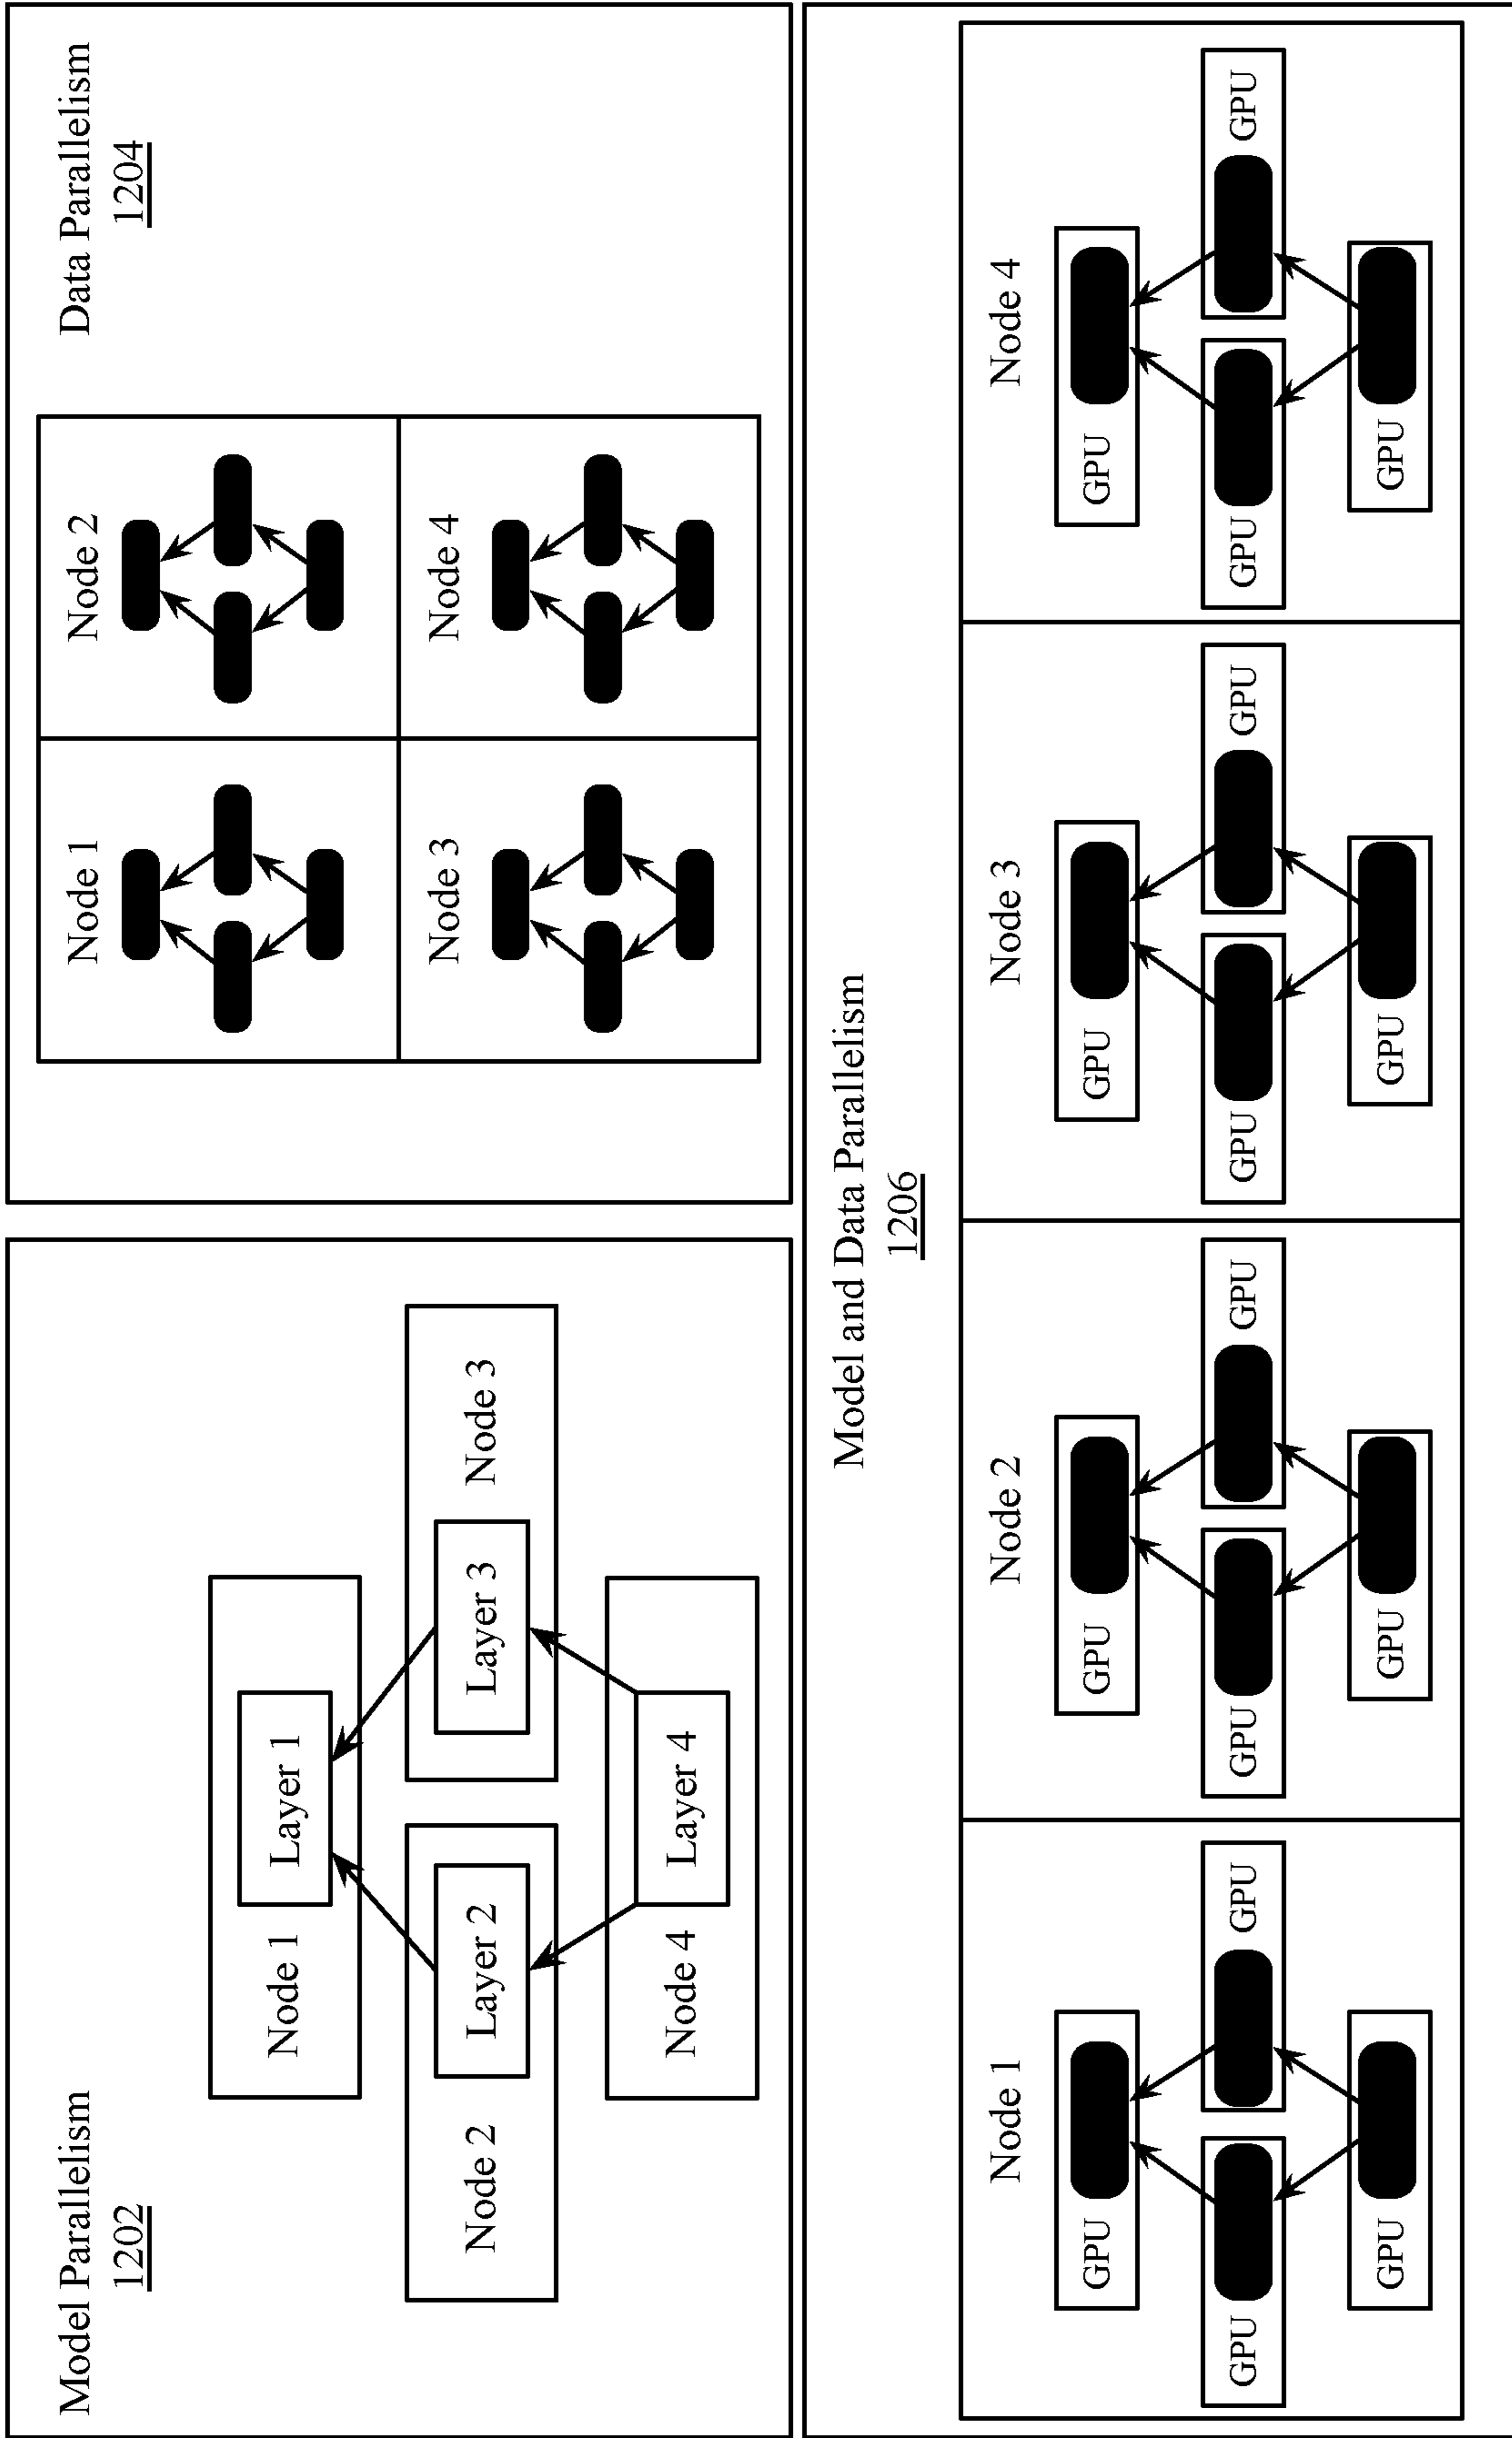 Model Parallelism
1202
Node 1
Layer 1
Node 2
Layer 2
Layer 3
Node 3
Node 4
Layer 4
Data Parallelism
1204
Node 1
Node 2
Node 3
Node 4
Model and Data Parallelism
1206
Node 1
GPU
GPU
GPU
GPU
Node 2
GPU
GPU
GPU
GPU
Node 3
GPU
GPU
GPU
GPU
Node 4
GPU
GPU
GPU
GPU